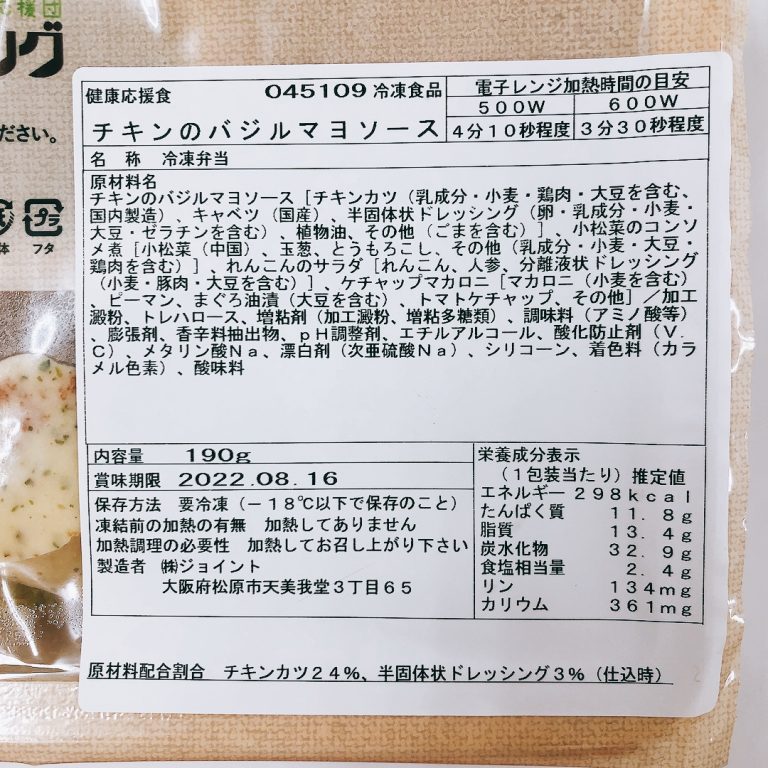 応援団
ング
ださい。
プラ
体 フタ
健康応援食 045109 冷凍食品
チキンのバジルマヨソース
電子レンジ加熱時間の目安
500W 600W
4分10秒程度 3分30秒程度
名 称 冷凍弁当
原材料名
チキンのバジルマヨソース［チキンカツ（乳成分・小麦・鶏肉・大豆を含む、
国内製造）、キャベツ（国産）、半固体状ドレッシング（卵・乳成分・小麦・
大豆・ゼラチンを含む）、植物油、その他（ごまを含む）］、小松菜のコンソ
メ煮［小松菜（中国）、玉葱、とうもろこし、その他（乳成分・小麦・大豆・
鶏肉を含む）］、れんこんのサラダ［れんこん、人参、分離液状ドレッシング
（小麦・豚肉・大豆を含む）］、ケチャップマカロニ［マカロニ（小麦を含む）
、ピーマン、まぐろ油漬（大豆を含む）、トマトケチャップ、その他］／加工
澱粉、トレハロース、増粘剤（加工澱粉、増粘多糖類）、調味料（アミノ酸等）
、膨張剤、香辛料抽出物、pH調整剤、エチルアルコール、酸化防止剤（V．
C）、メタリン酸Na、漂白剤（次亜硫酸Na）、シリコーン、着色料（カラ
メル色素）、酸味料
内容量 190g
賞味期限 2022.08.16
保存方法 要冷凍（－18℃以下で保存のこと）
凍結前の加熱の有無 加熱してありません
加熱調理の必要性 加熱してお召し上がり下さい
製造者 ㈱ジョイント
大阪府松原市天美我堂3丁目65
栄養成分表示
（1包装当たり）推定値
エネルギー 298kcal
たんぱく質 11.8g
脂質 13.4g
炭水化物 32.9g
食塩相当量 2.4g
リン 134mg
カリウム 361mg
原材料配合割合 チキンカツ24%、半固体状ドレッシング3%（仕込時）